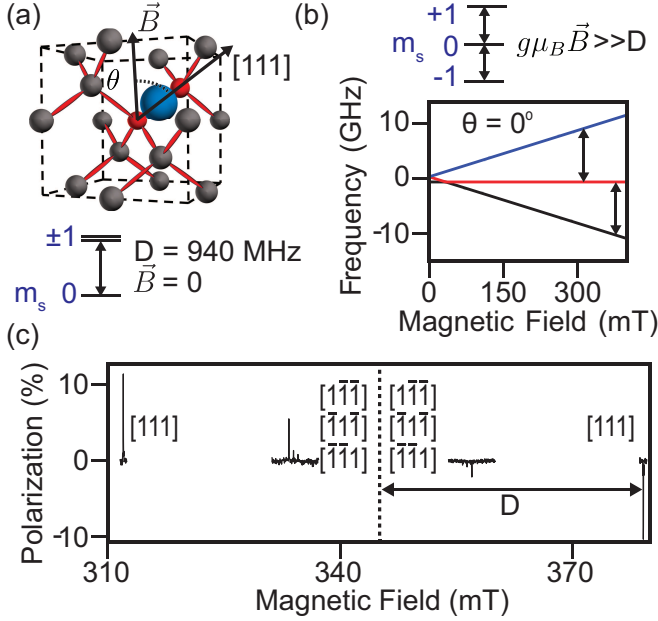 (a)
B⃗
[111]
θ
±1
D = 940 MHz
B⃗ = 0
mₛ 0
(b)
+1
mₛ 0
-1
gμ_B B⃗ >>D
θ = 0°
Frequency (GHz)
10
0
-10
0 150 300
Magnetic Field (mT)
(c)
Polarization (%)
10
0
-10
[111]
[11̅1̅] [11̅1̅]
[1̅11̅] [1̅11̅]
[1̅1̅1] [1̅1̅1]
[111]
D
310 340 370
Magnetic Field (mT)